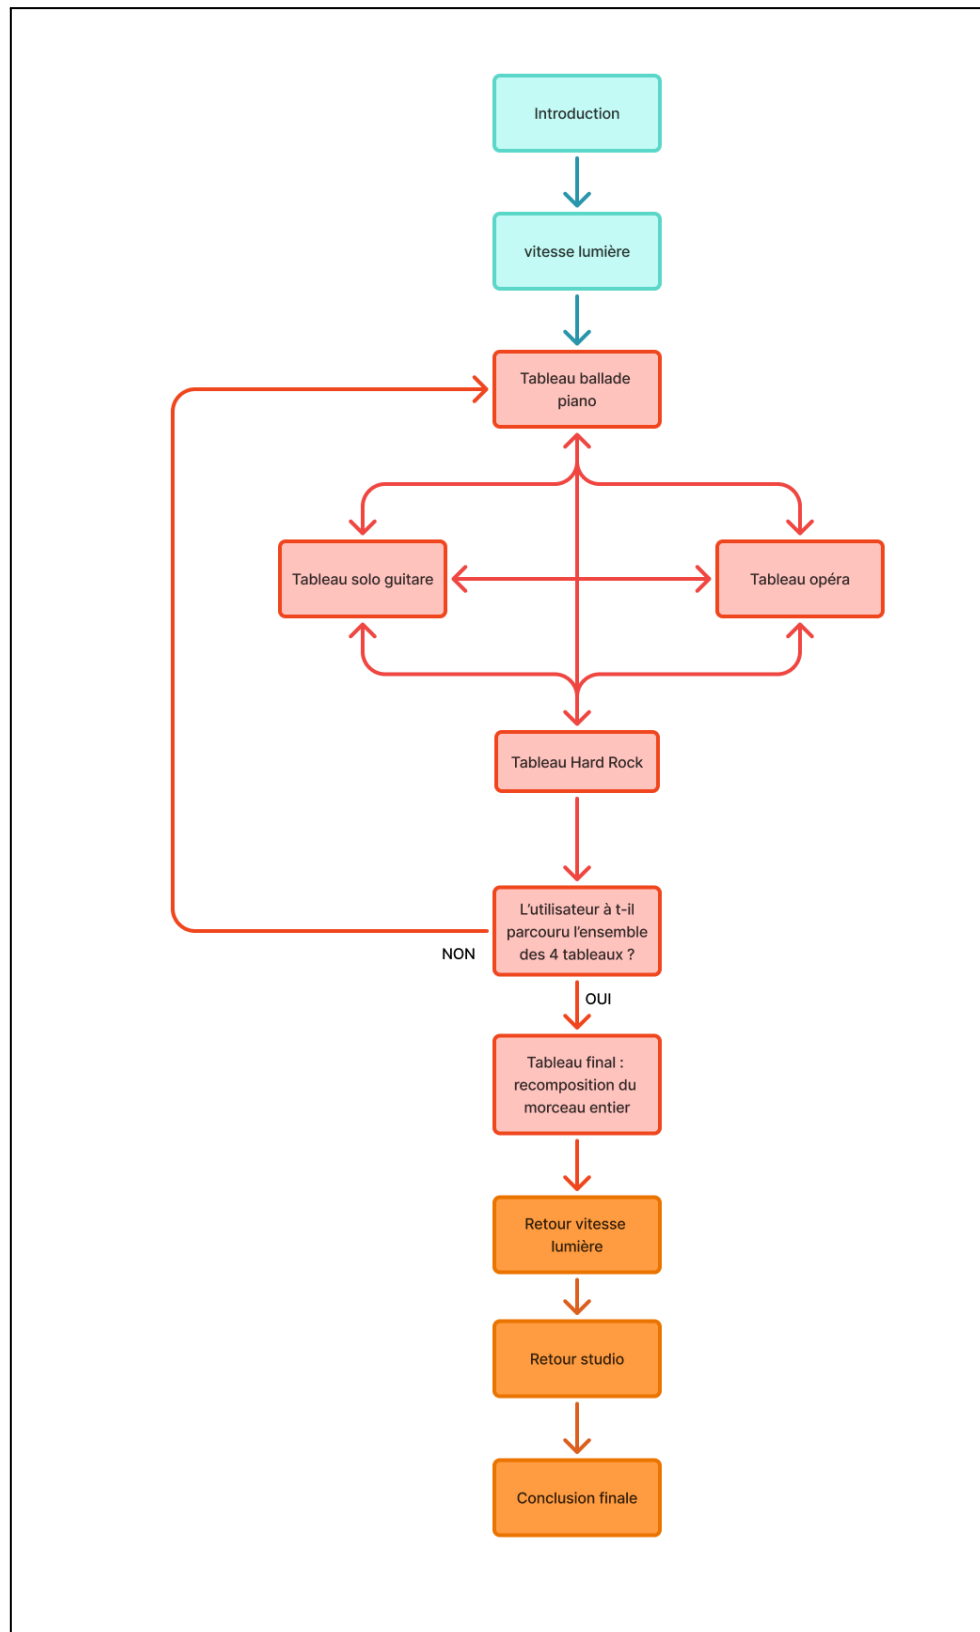 Introduction
vitesse lumière
Tableau ballade
piano
Tableau solo guitare
Tableau opéra
Tableau Hard Rock
L’utilisateur à t-il
parcouru l’ensemble
des 4 tableaux ?
NON
OUI
Tableau final :
recomposition du
morceau entier
Retour vitesse
lumière
Retour studio
Conclusion finale